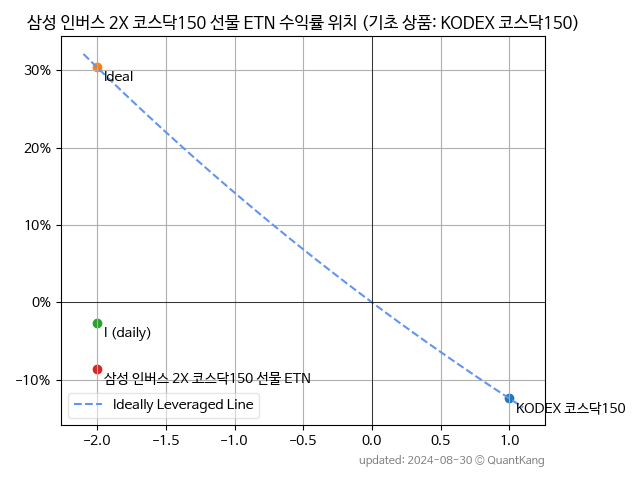 삼성 인버스 2X 코스닥150 선물 ETN 수익률 위치 (기초 상품: KODEX 코스닥150)
30%
20%
10%
0%
−10%
Ideal
I (daily)
삼성 인버스 2X 코스닥150 선물 ETN
KODEX 코스닥150
Ideally Leveraged Line
−2.0 −1.5 −1.0 −0.5 0.0 0.5 1.0
updated: 2024-08-30 © QuantKang